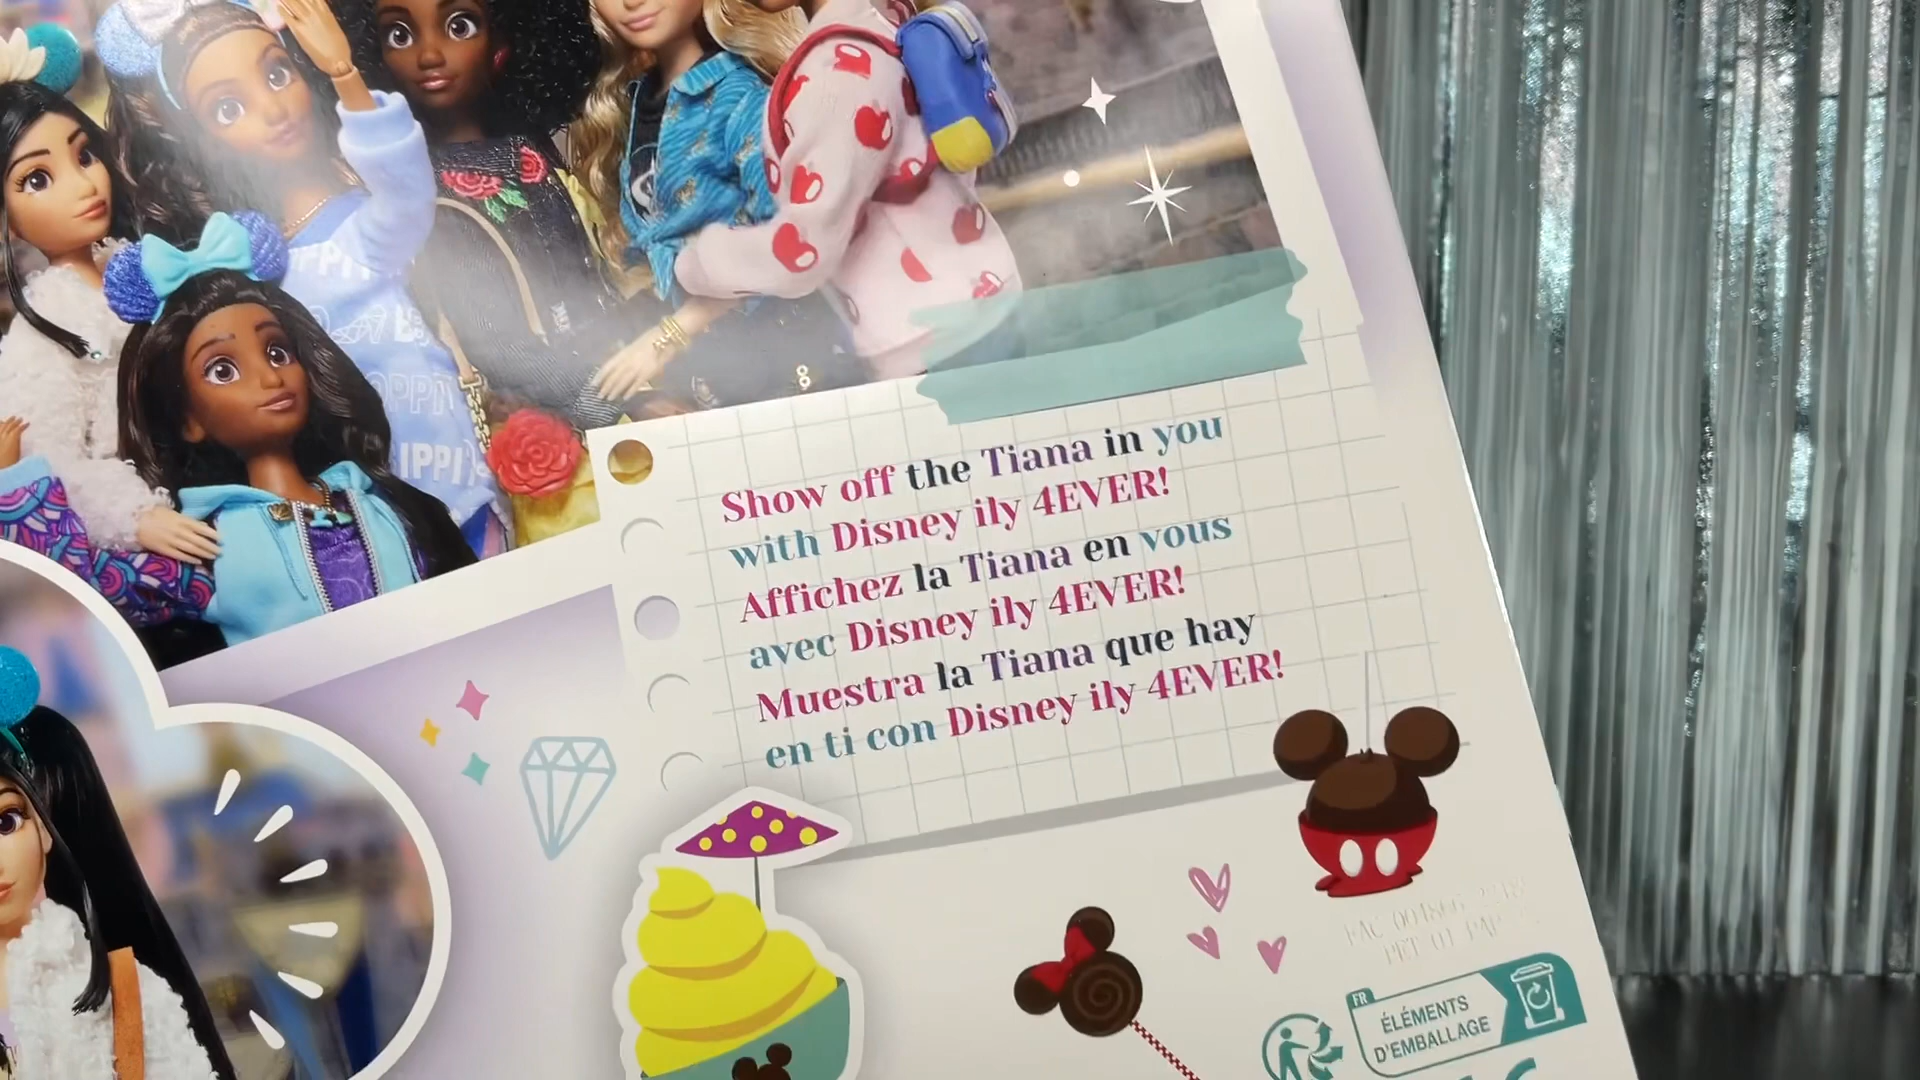 Show off the Tiana in you
with Disney ily 4EVER!
Affichez la Tiana en vous
avec Disney ily 4EVER!
Muestra la Tiana que hay
en ti con Disney ily 4EVER!
FR
ÉLÉMENTS
D'EMBALLAGE